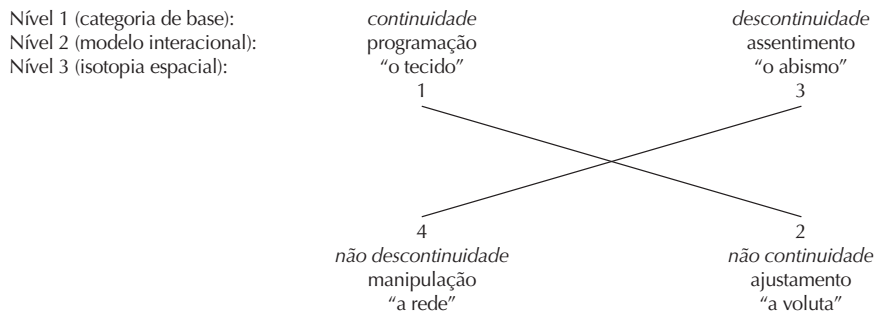 Nível 1 (categoria de base): continuidade descontinuidade
Nível 2 (modelo interacional): programação assentimento
Nível 3 (isotopia espacial): “o tecido” “o abismo”
1 3
4 2
não descontinuidade não continuidade
manipulação ajustamento
“a rede” “a voluta”